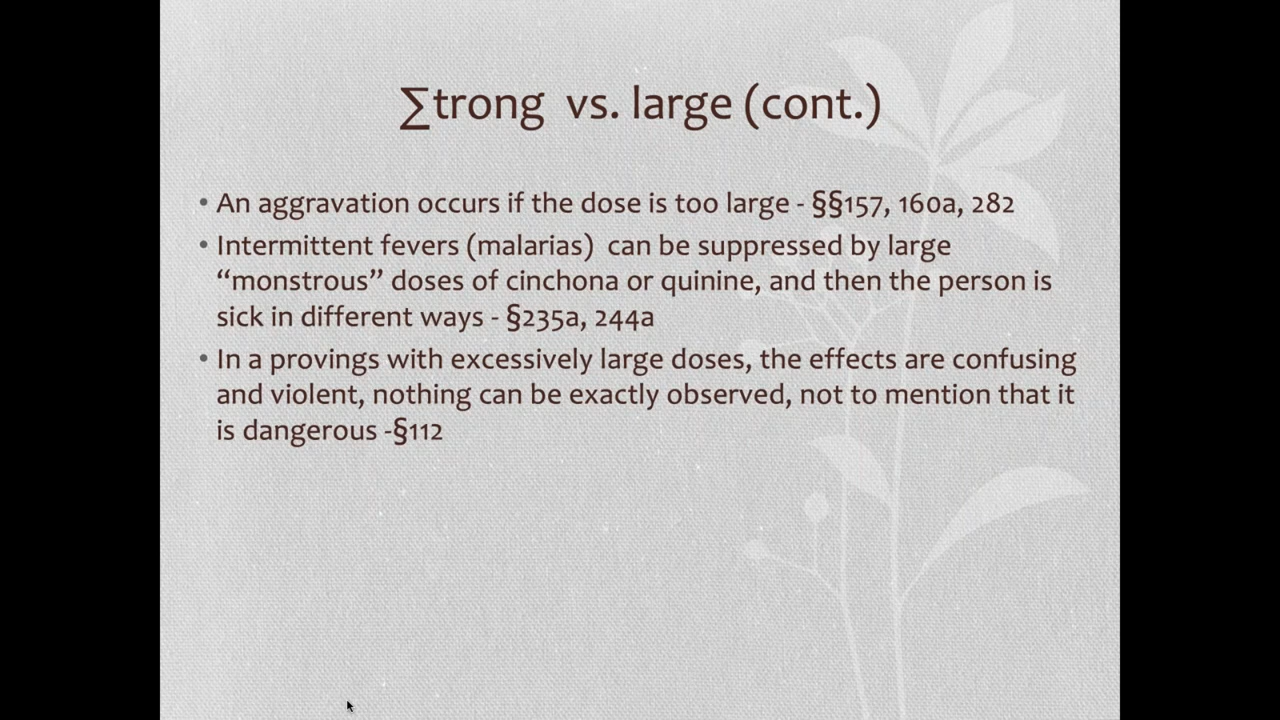 ∑trong vs. large (cont.)
• An aggravation occurs if the dose is too large - §§157, 160a, 282
• Intermittent fevers (malarias) can be suppressed by large
“monstrous” doses of cinchona or quinine, and then the person is
sick in different ways - §235a, 244a
• In a provings with excessively large doses, the effects are confusing
and violent, nothing can be exactly observed, not to mention that it
is dangerous -§112